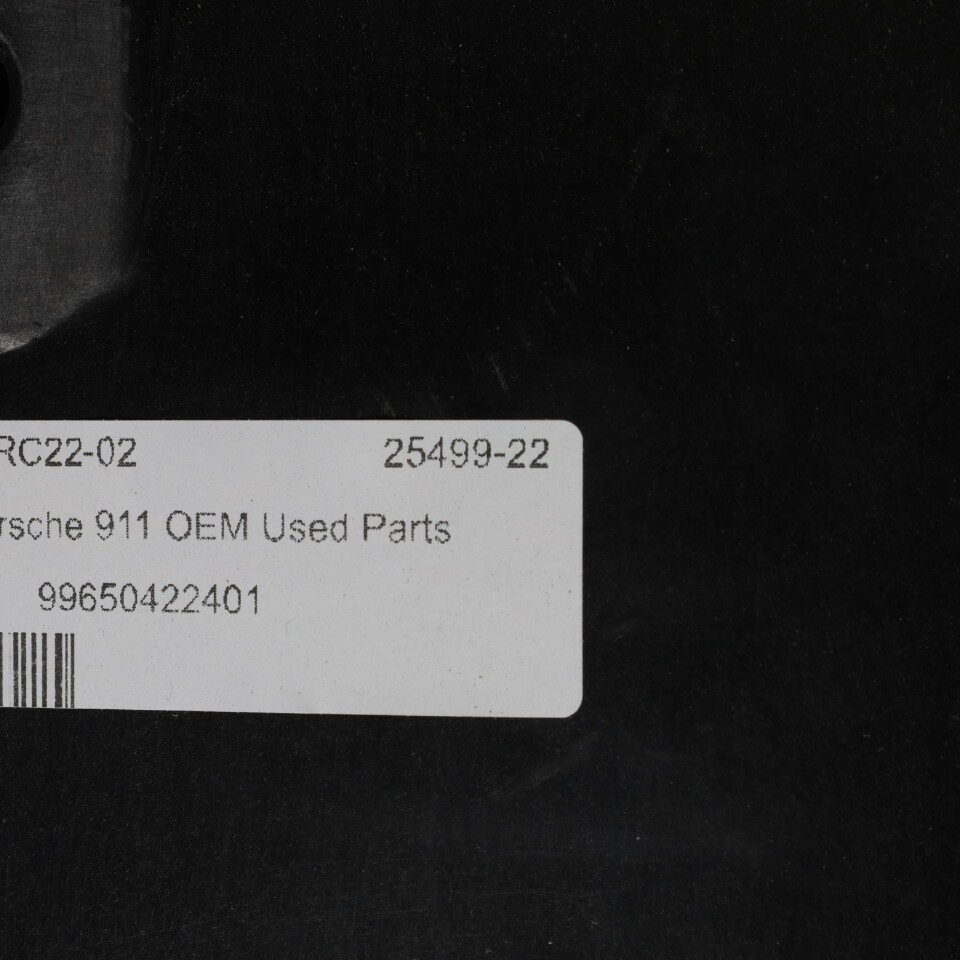 RC22-02 25499-22
rsche 911 OEM Used Parts
99650422401